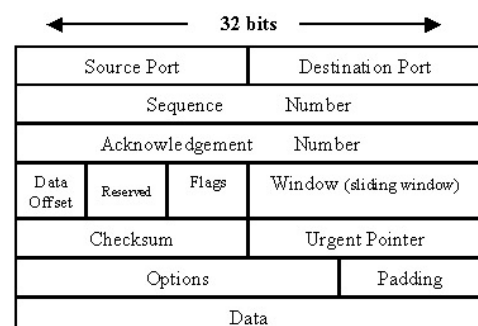 32 bits
Source Port Destination Port
Sequence Number
Acknowledgement Number
Data Offset Reserved Flags Window (sliding window)
Checksum Urgent Pointer
Options Padding
Data